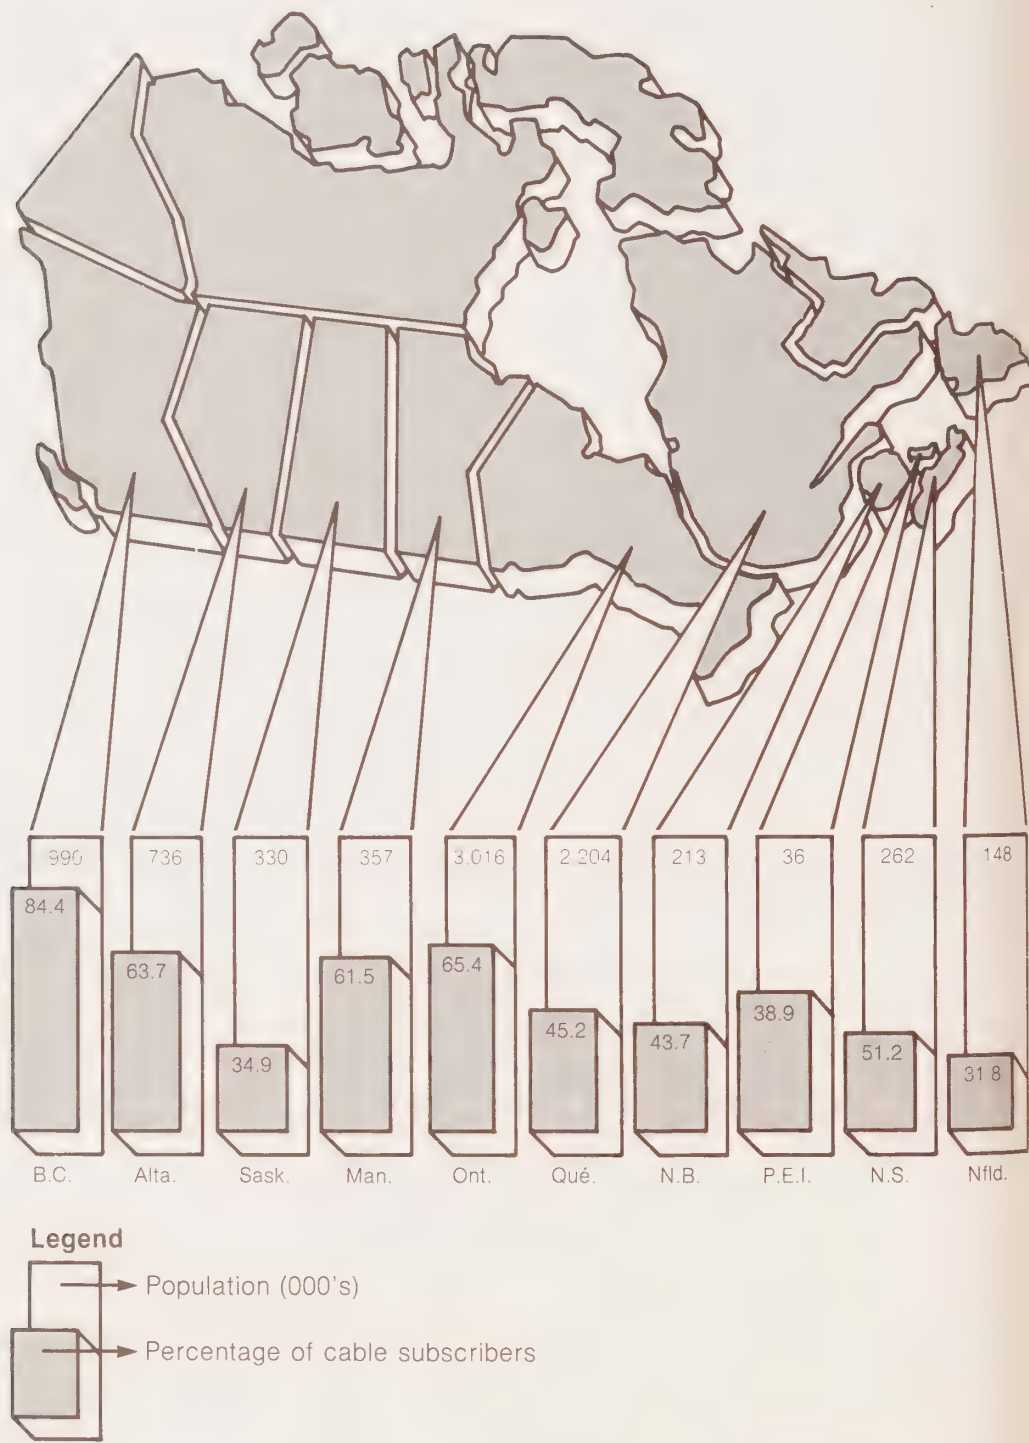 990 736 330 357 3,016 2 204 213 36 262 148
84.4 63.7 34.9 61.5 65.4 45.2 43.7 38.9 51.2 31 8
B.C. Alta. Sask. Man. Ont. Qué. N.B. P.E.I. N.S. Nfld.
Legend
Population (000's)
Percentage of cable subscribers